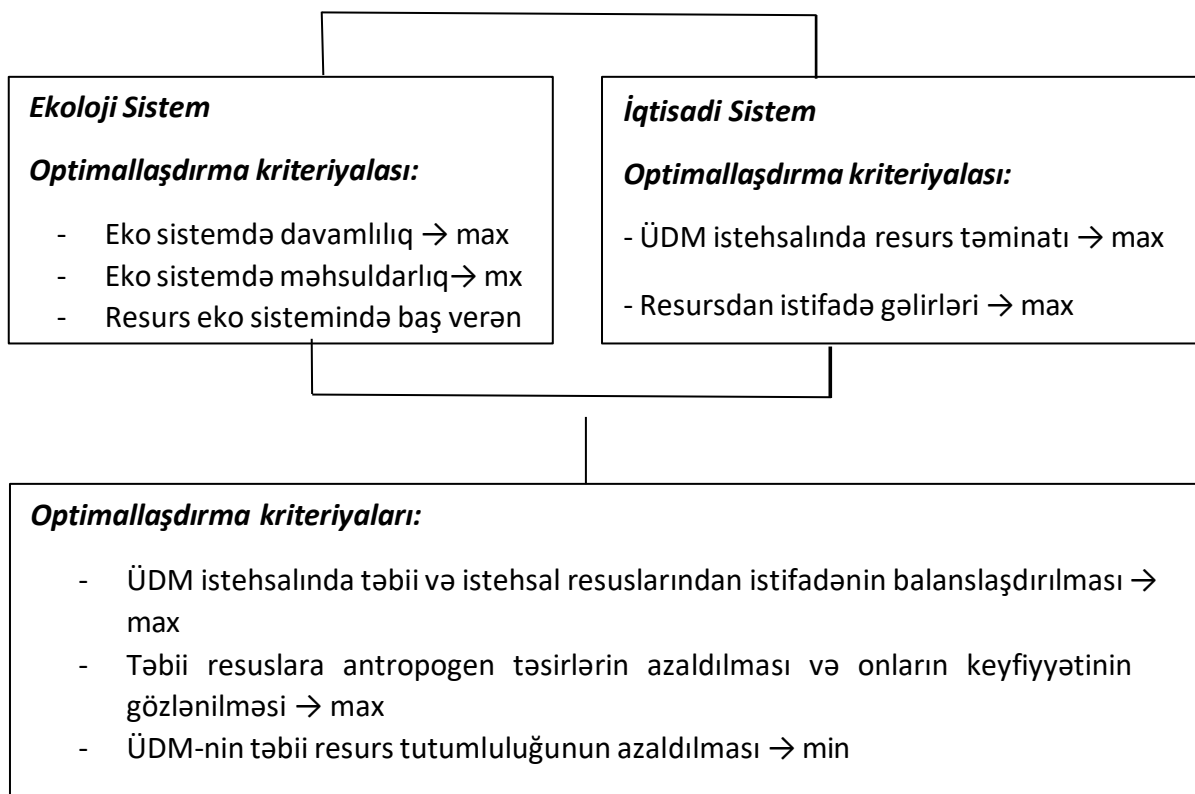 Ekoloji Sistem
Optimallaşdırma kriteriyalası:
- Eko sistemdə davamlılıq → max
- Eko sistemdə məhsuldarlıq→ mx
- Resurs eko sistemində baş verən
İqtisadi Sistem
Optimallaşdırma kriteriyalası:
- ÜDM istehsalında resurs təminatı → max
- Resursdan istifadə gəlirləri → max
Optimallaşdırma kriteriyaları:
- ÜDM istehsalında təbii və istehsal resuslarından istifadənin balanslaşdırılması →
max
- Təbii resuslara antropogen təsirlərin azaldılması və onların keyfiyyətinin
gözlənilməsi → max
- ÜDM-nin təbii resurs tutumluluğunun azaldılması → min